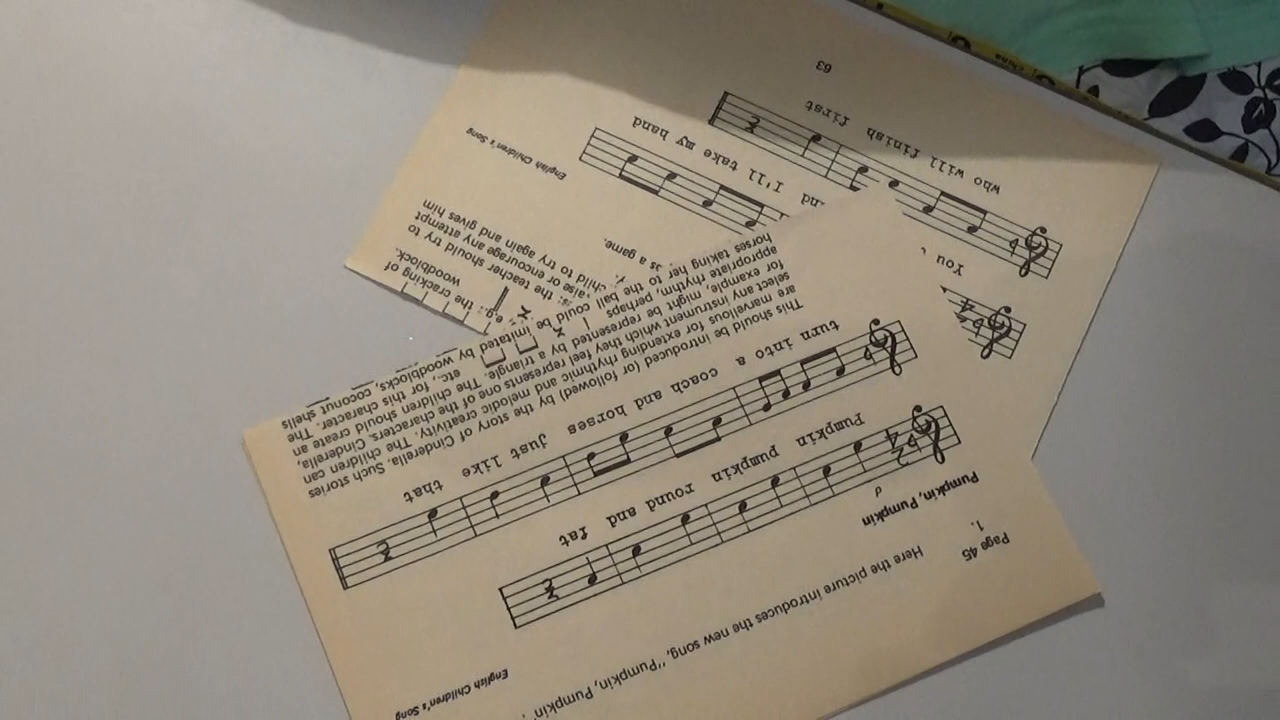 Page 45
1. Here the picture introduces the new song, "Pumpkin, Pumpkin".
Pumpkin, Pumpkin
English Children's Song
d
Pumpkin pumpkin round and fat
turn into a coach and horses just like that
This should be introduced (or followed) by the story of Cinderella. Such stories
are marvellous for extending rhythmic and melodic creativity. The children can
select any instrument which they feel represents one of the characters. Cinderella,
for example, might be represented by a triangle. The children should create an
appropriate rhythm, perhaps etc., for this character. The
horses taking her to the ball could be imitated by woodblocks, coconut shells
the cracking of
e.g.: woodblock.
the teacher should try to
or encourage any attempt
child to try again and gives him
as a game.
English Children's Song
You
I'll take my hand
who will finish first
63